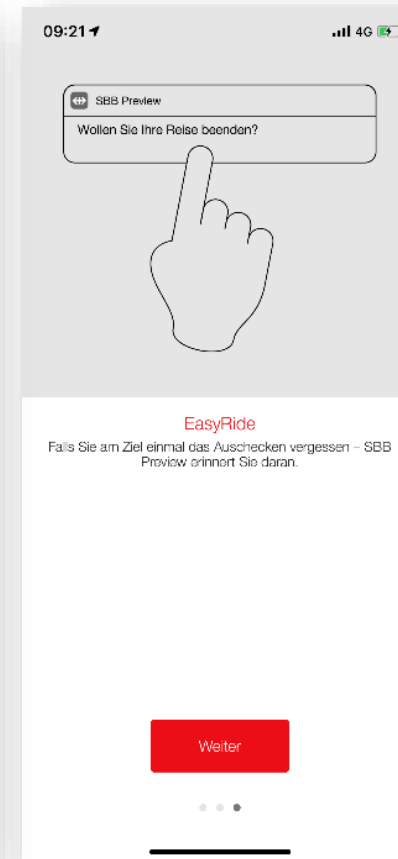 09:21
4G
SBB Preview
Wollen Sie Ihre Reise beenden?
EasyRide
Falls Sie am Ziel einmal das Auschecken vergessen – SBB
Preview erinnert Sie daran.
Weiter